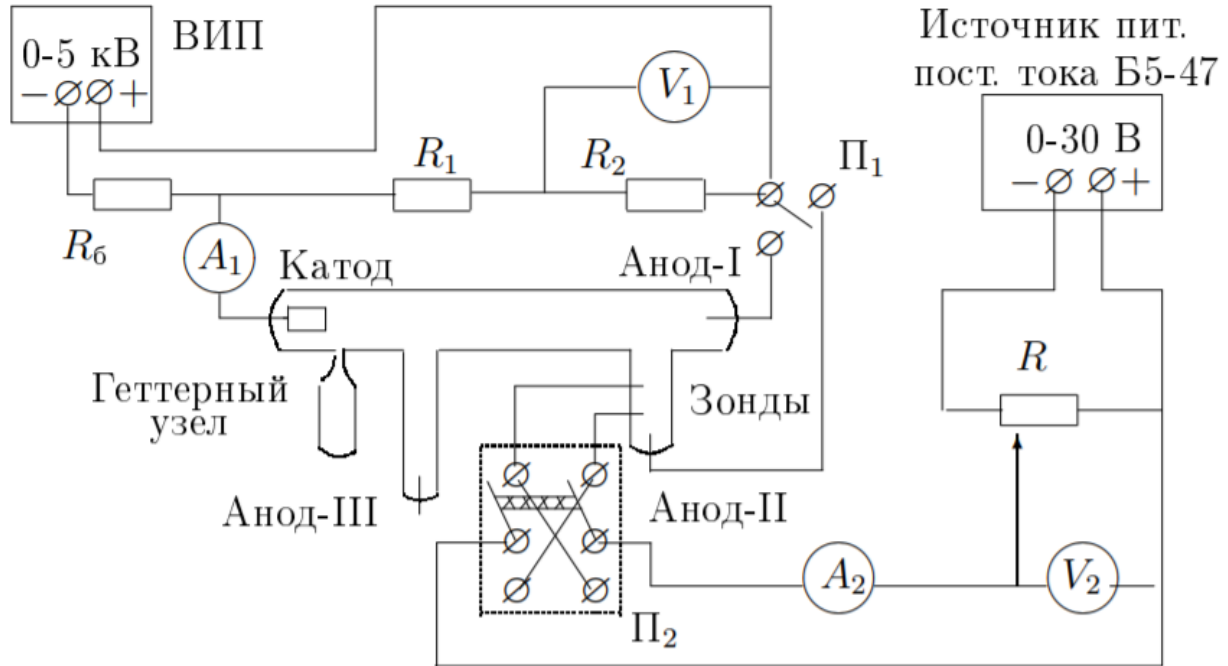 ВИП
0-5 кВ
− +
Источник пит.
пост. тока Б5-47
0-30 В
− +
V₁
R₁
R₂
П₁
R_б
A₁
Катод
Анод-I
Геттерный
узел
Зонды
R
Анод-III
Анод-II
A₂
V₂
П₂